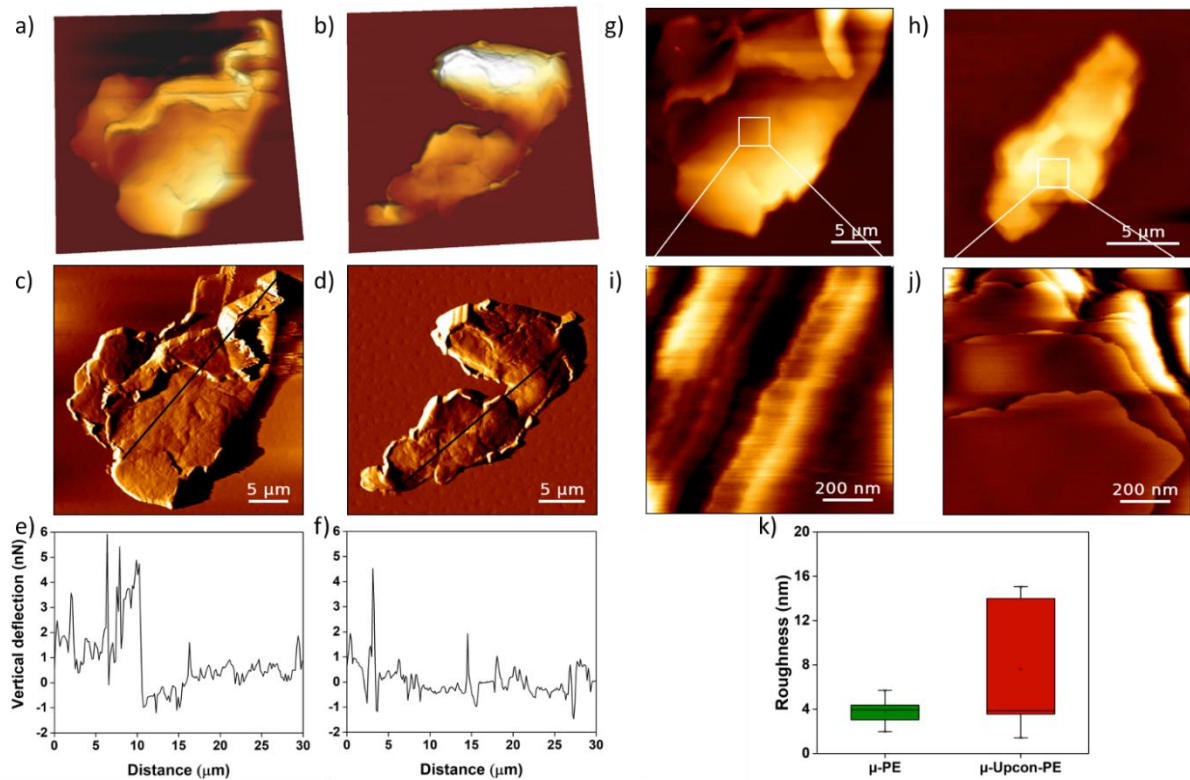 a)
b)
g)
h)
5 µm
5 µm
c)
d)
i)
j)
5 µm
5 µm
200 nm
200 nm
e)
f)
k)
Vertical deflection (nN)
6
5
4
3
2
1
0
-1
-2
0
5
10
15
20
25
30
Distance (µm)
6
5
4
3
2
1
0
-1
-2
0
5
10
15
20
25
30
Distance (µm)
Roughness (nm)
20
16
12
8
4
0
µ-PE
µ-Upcon-PE